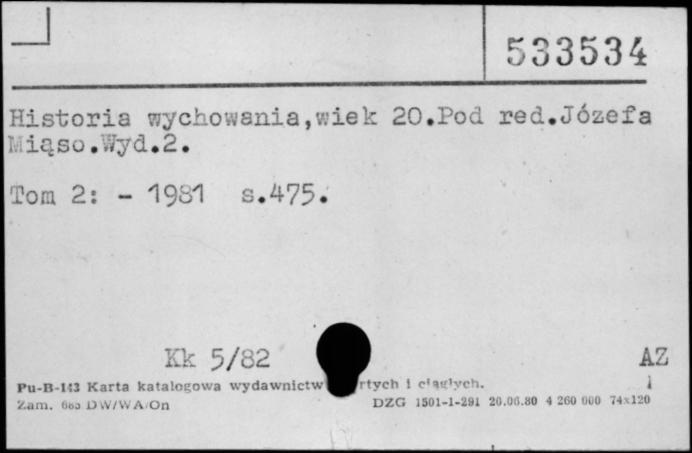 533534
Historia wychowania,wiek 20.Pod red.Józefa
Miąso.Wyd.2.
Tom 2: - 1981 s.475.
Kk 5/82
AZ
Pu-B-143 Karta katalogowa wydawnictw rtych i ciągłych.
1
Zam. 685 DW/WA/On
DZG 1501-1-291 20.06.80 4 260 000 74x120